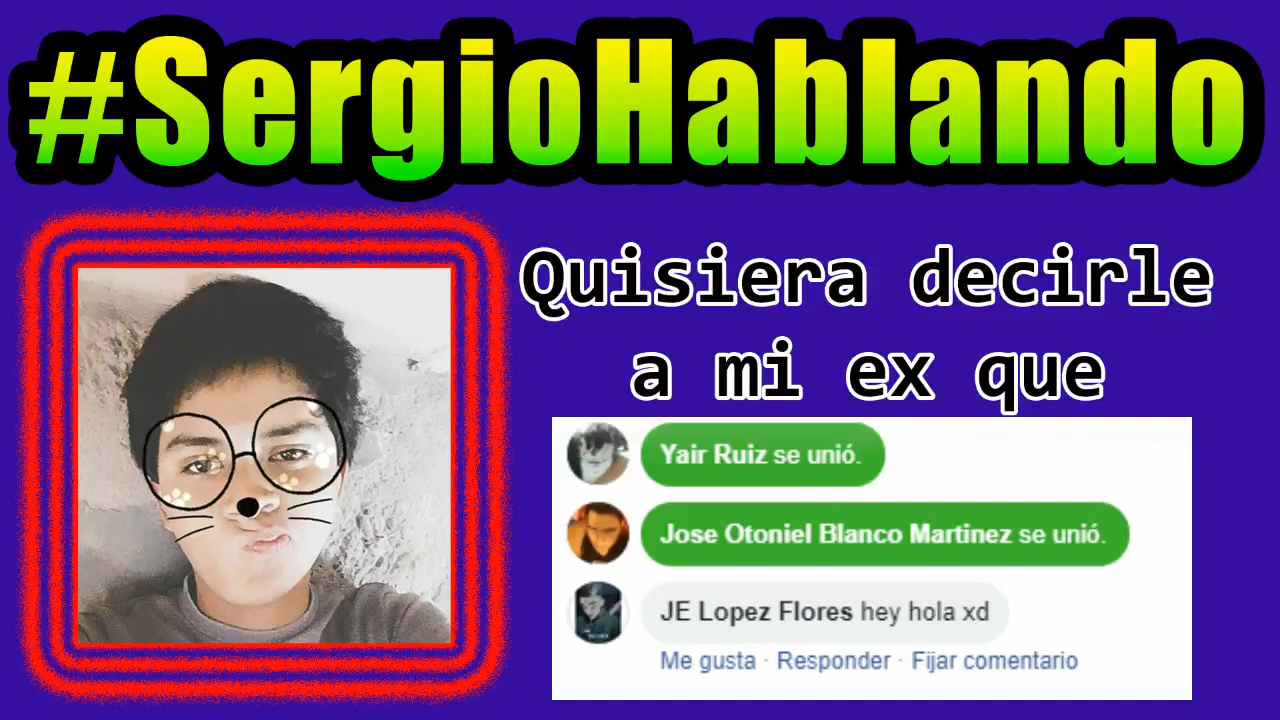 #SergioHablando
Quisiera decirle
a mi ex que
Yair Ruiz se unió.
Jose Otoniel Blanco Martinez se unió.
JE Lopez Flores hey hola xd
Me gusta · Responder · Fijar comentario